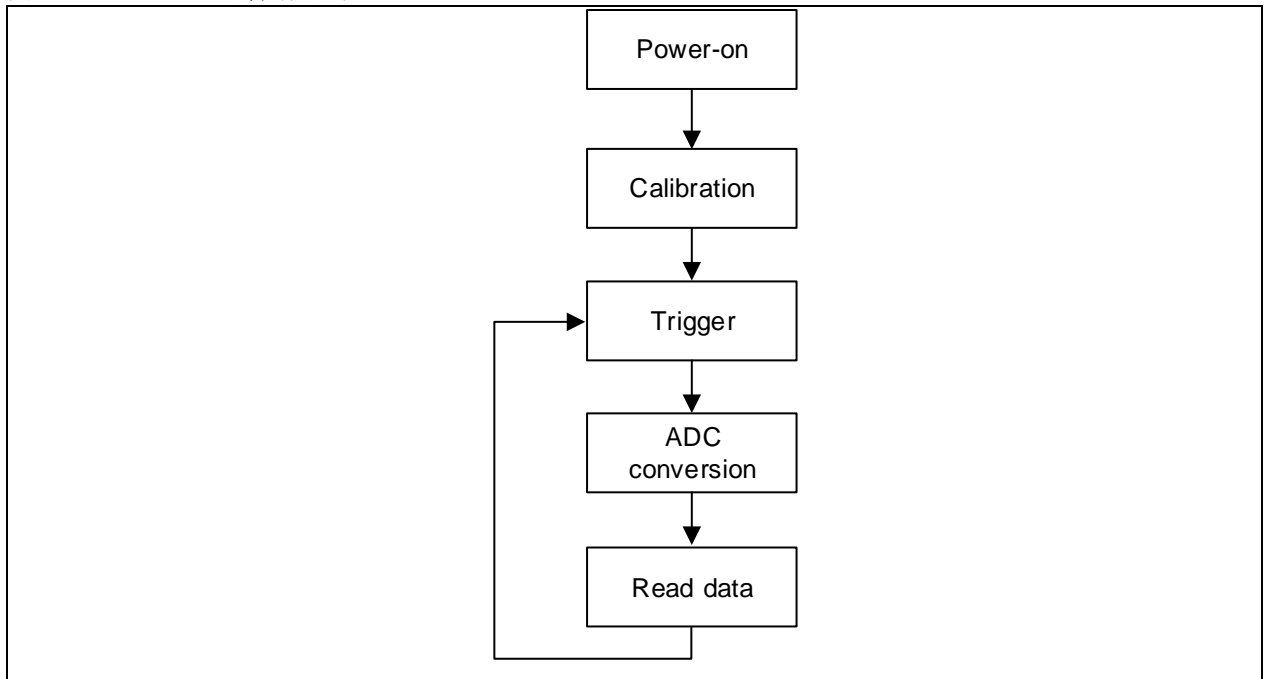 Power-on
Calibration
Trigger
ADC
conversion
Read data